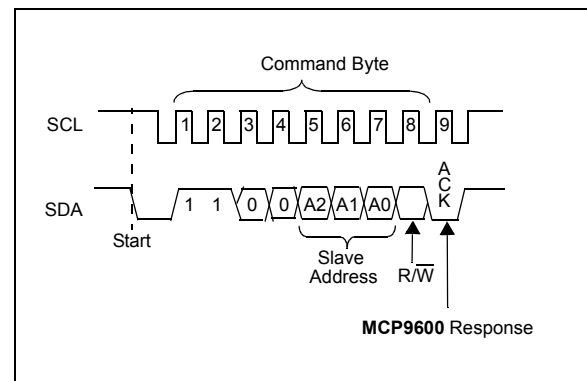 Command Byte
SCL 1 2 3 4 5 6 7 8 9
SDA 1 1 0 0 A2 A1 A0 ACK
Start
Slave
Address
R/W̅
MCP9600 Response